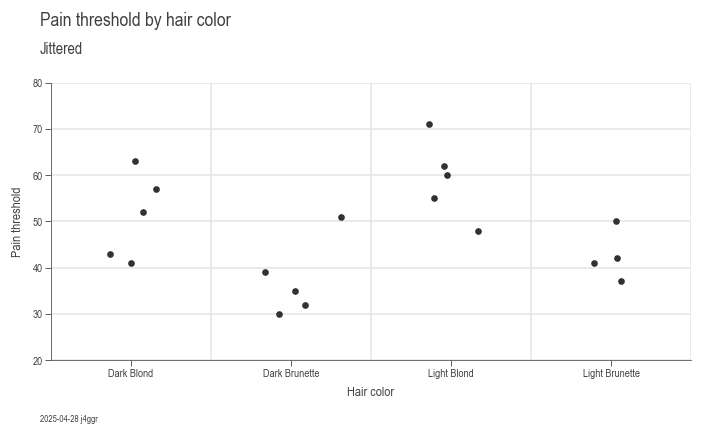 Pain threshold by hair color
Jittered
80
70
60
50
40
30
20
Pain threshold
Dark Blond
Dark Brunette
Light Blond
Light Brunette
Hair color
2025-04-28 j4ggr